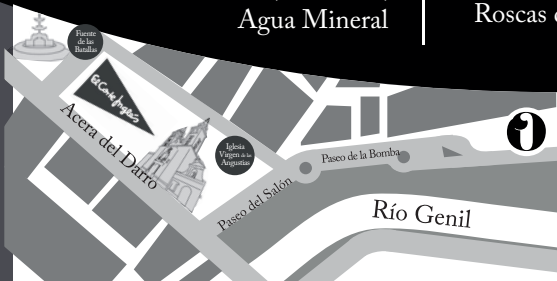 Agua Mineral
Roscas
Fuente
de las
Batallas
El Corte Inglés
Acera del Darro
Iglesia
Virgen de las
Angustias
Paseo del Salón
Paseo de la Bomba
Río Genil